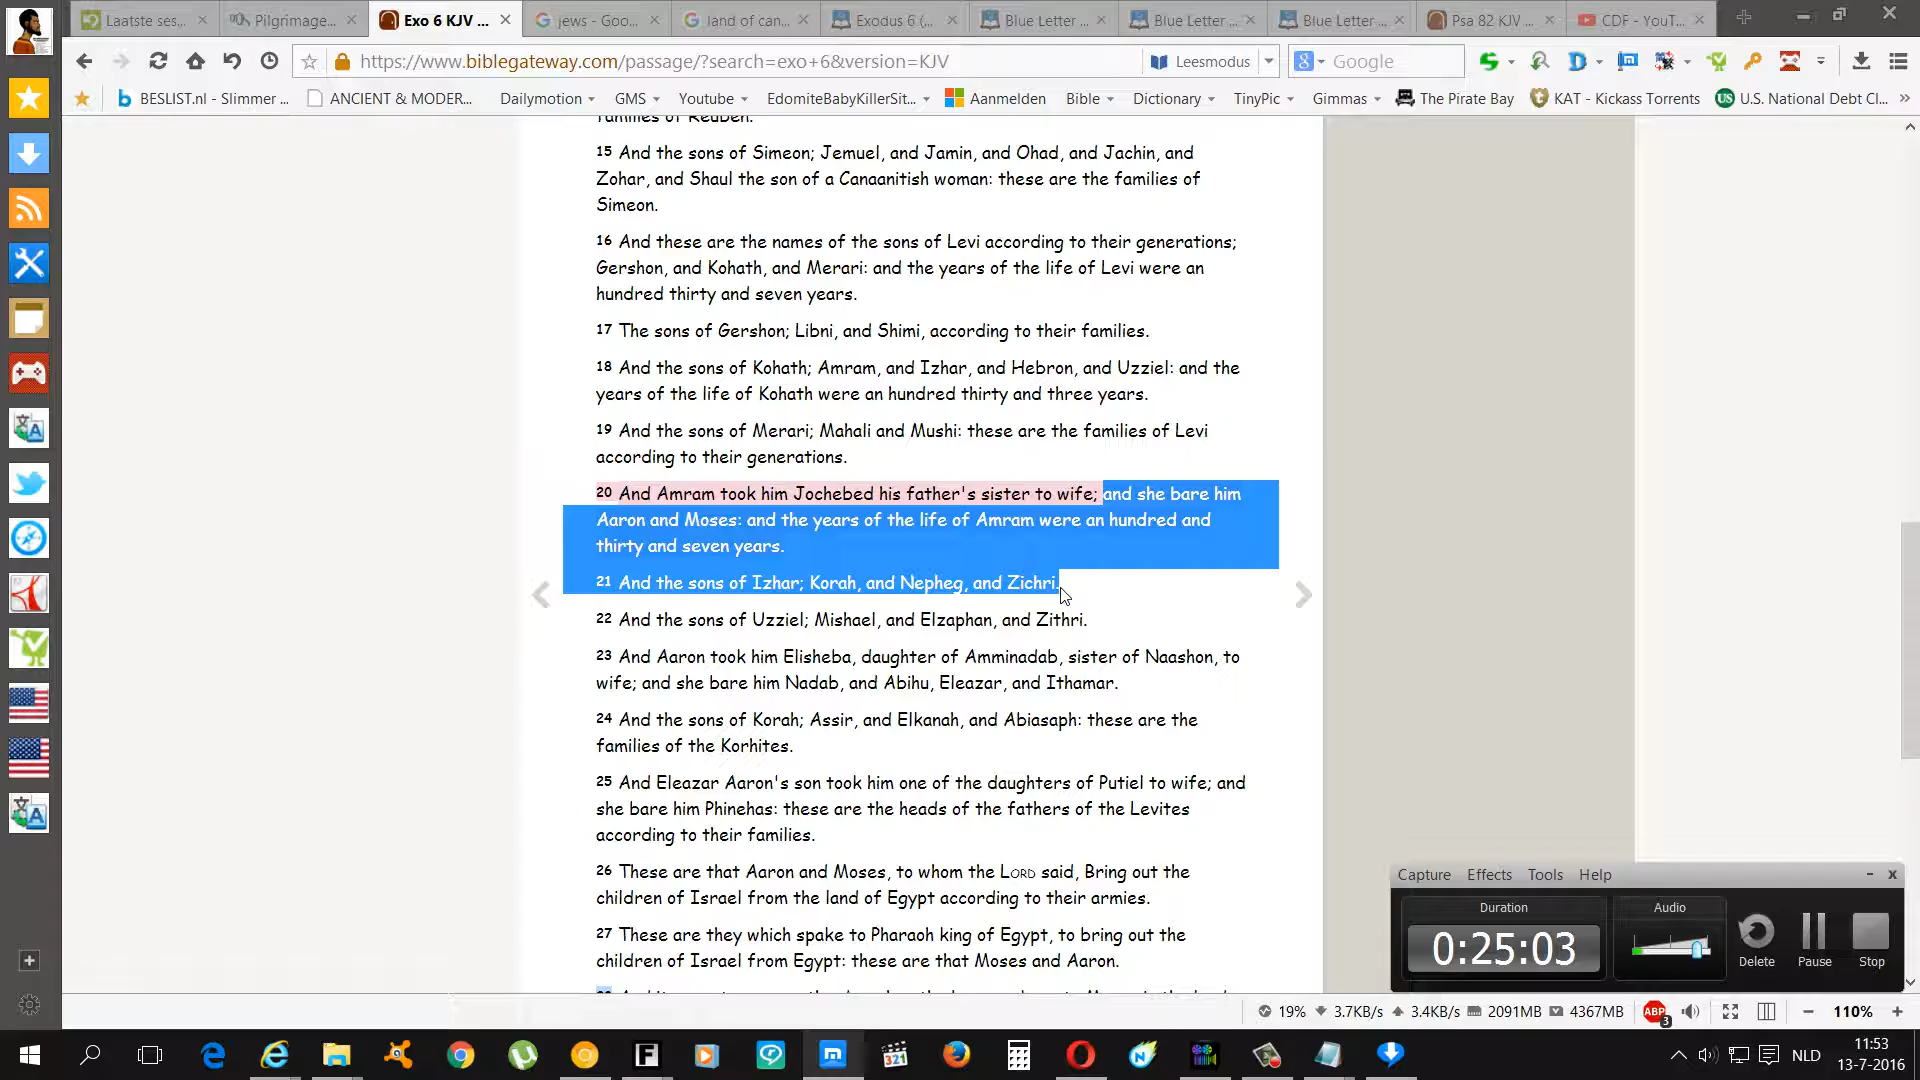 Laatste ses...
Pilgrimage...
Exo 6 KJV ...
jews - Goo...
land of can...
Exodus 6 (...
Blue Letter ...
Blue Letter ...
Blue Letter ...
Psa 82 KJV ...
CDF - YouT...
https://www.biblegateway.com/passage/?search=exo+6&version=KJV
Leesmodus
Google
BESLIST.nl - Slimmer ...
ANCIENT & MODER...
Dailymotion
GMS
Youtube
EdomiteBabyKillerSit...
Aanmelden
Bible
Dictionary
TinyPic
Gimmas
The Pirate Bay
KAT - Kickass Torrents
U.S. National Debt Cl...
families of Reuben.
15 And the sons of Simeon; Jemuel, and Jamin, and Ohad, and Jachin, and
Zohar, and Shaul the son of a Canaanitish woman: these are the families of
Simeon.
16 And these are the names of the sons of Levi according to their generations;
Gershon, and Kohath, and Merari: and the years of the life of Levi were an
hundred thirty and seven years.
17 The sons of Gershon; Libni, and Shimi, according to their families.
18 And the sons of Kohath; Amram, and Izhar, and Hebron, and Uzziel: and the
years of the life of Kohath were an hundred thirty and three years.
19 And the sons of Merari; Mahali and Mushi: these are the families of Levi
according to their generations.
20 And Amram took him Jochebed his father's sister to wife; and she bare him
Aaron and Moses: and the years of the life of Amram were an hundred and
thirty and seven years.
21 And the sons of Izhar; Korah, and Nepheg, and Zichri.
22 And the sons of Uzziel; Mishael, and Elzaphan, and Zithri.
23 And Aaron took him Elisheba, daughter of Amminadab, sister of Naashon, to
wife; and she bare him Nadab, and Abihu, Eleazar, and Ithamar.
24 And the sons of Korah; Assir, and Elkanah, and Abiasaph: these are the
families of the Korhites.
25 And Eleazar Aaron's son took him one of the daughters of Putiel to wife; and
she bare him Phinehas: these are the heads of the fathers of the Levites
according to their families.
26 These are that Aaron and Moses, to whom the LORD said, Bring out the
children of Israel from the land of Egypt according to their armies.
27 These are they which spake to Pharaoh king of Egypt, to bring out the
children of Israel from Egypt: these are that Moses and Aaron.
Capture Effects Tools Help
Duration
Audio
0:25:03
Delete
Pause
Stop
19%
3.7KB/s
3.4KB/s
2091MB
4367MB
ABP
3
110%
NLD
11:53
13-7-2016